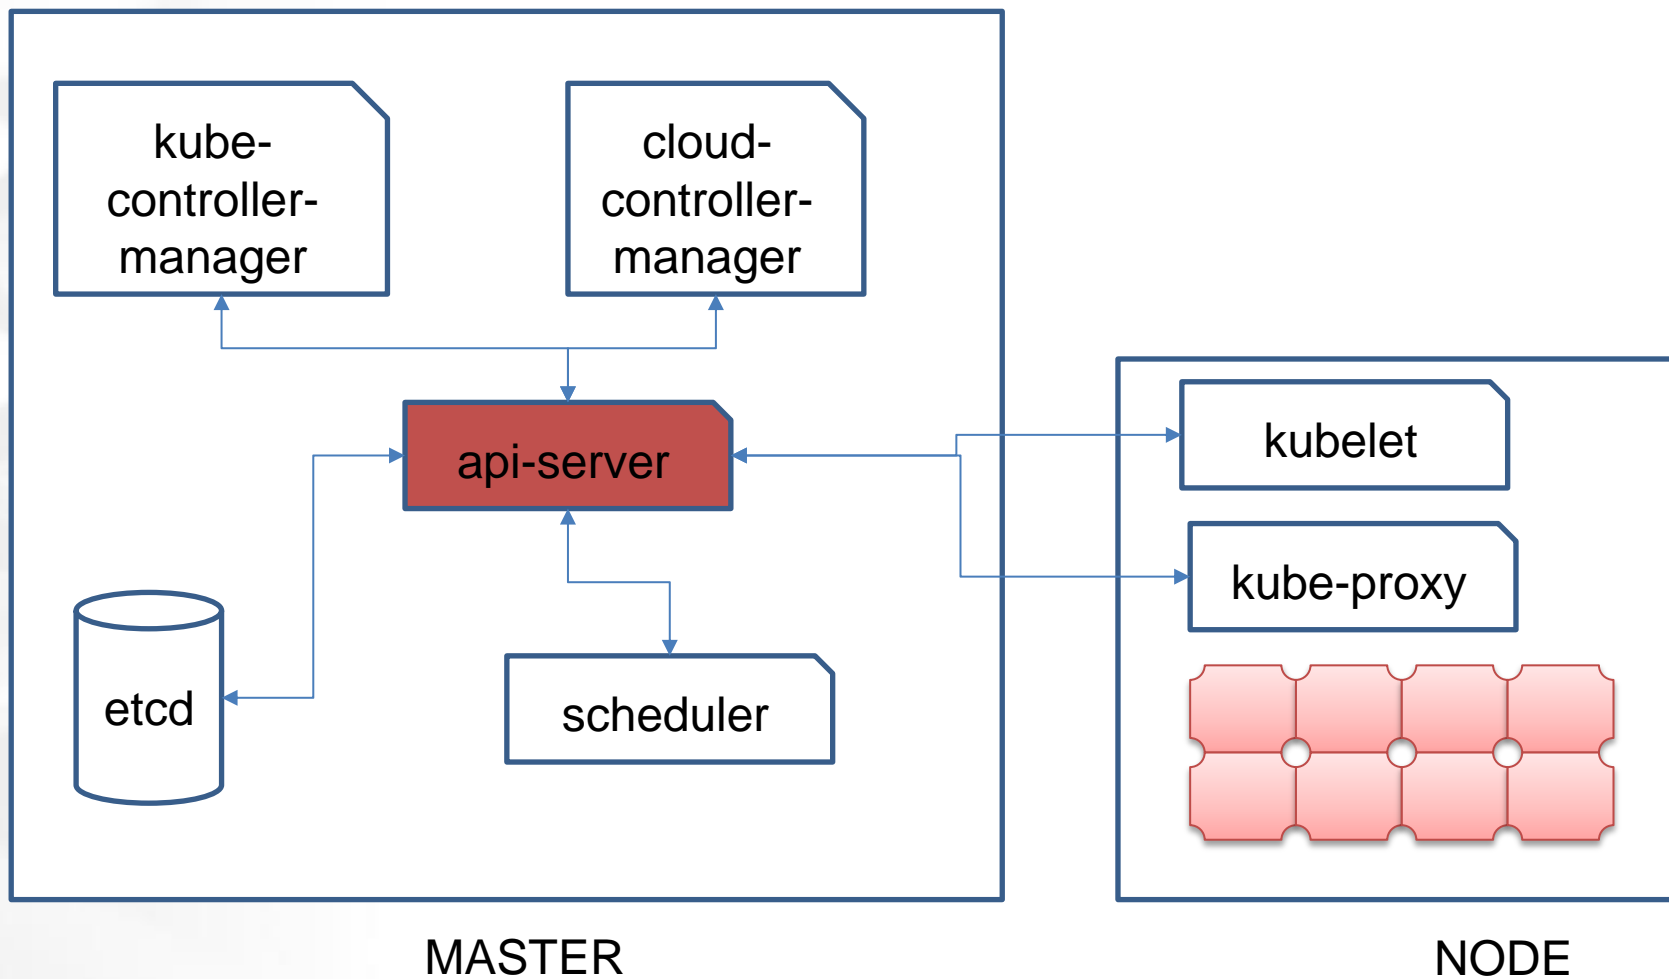 kube-
controller-
manager
cloud-
controller-
manager
api-server
kubelet
kube-proxy
etcd
scheduler
MASTER
NODE